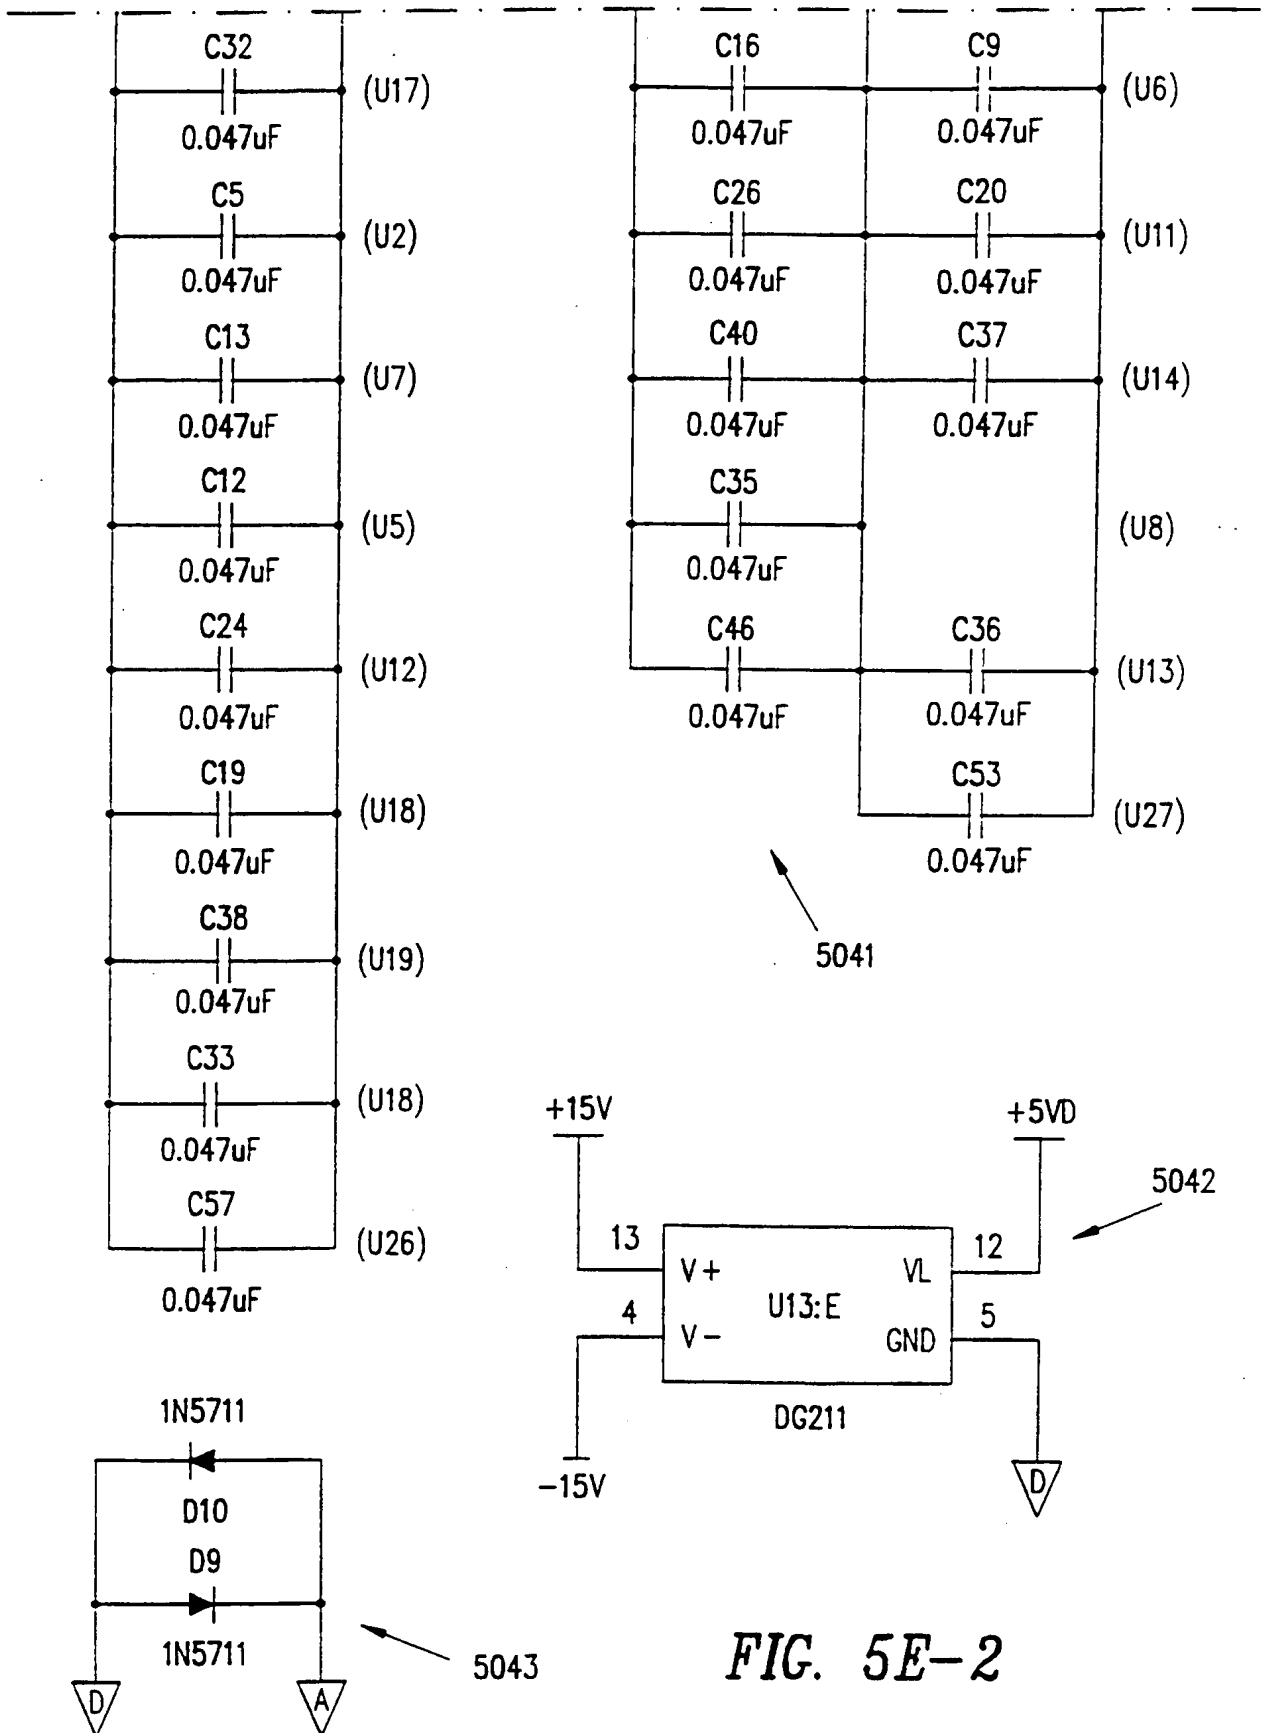 C32
(U17)
0.047uF
C5
(U2)
0.047uF
C13
(U7)
0.047uF
C12
(U5)
0.047uF
C24
(U12)
0.047uF
C19
(U18)
0.047uF
C38
(U19)
0.047uF
C33
(U18)
0.047uF
C57
(U26)
0.047uF
C16
C9
(U6)
0.047uF
0.047uF
C26
C20
(U11)
0.047uF
0.047uF
C40
C37
(U14)
0.047uF
0.047uF
C35
(U8)
0.047uF
C46
C36
(U13)
0.047uF
0.047uF
C53
(U27)
0.047uF
5041
+15V
+5VD
5042
13
12
V+
VL
U13:E
4
5
V-
GND
DG211
-15V
D
1N5711
D10
D9
1N5711
5043
D
A
FIG. 5E-2